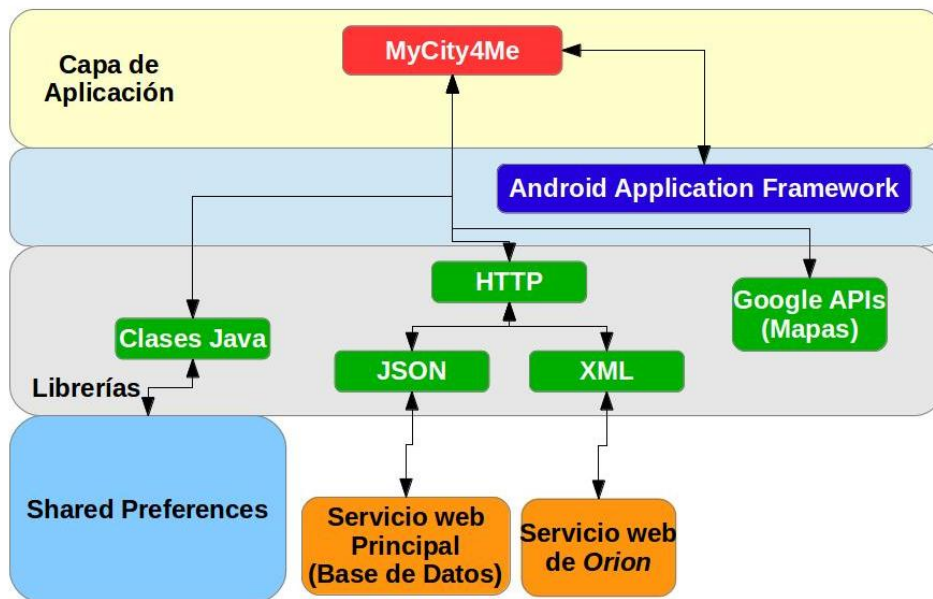 MyCity4Me
Capa de
Aplicación
Android Application Framework
HTTP
Google APIs
(Mapas)
Clases Java
JSON
XML
Librerías
Shared Preferences
Servicio web
Principal
(Base de Datos)
Servicio web
de Orion